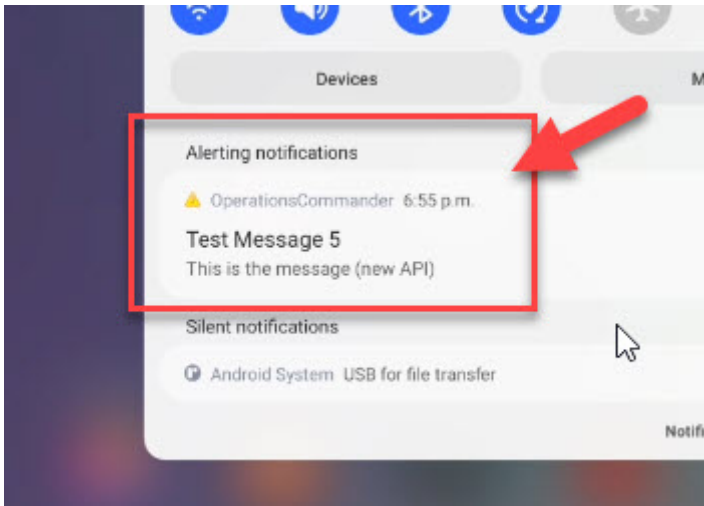 Devices
M
Alerting notifications
OperationsCommander 6:55 p.m.
Test Message 5
This is the message (new API)
Silent notifications
Android System USB for file transfer
Notif